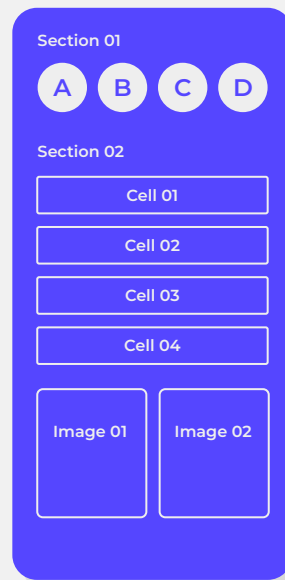 Section 01
A B C D
Section 02
Cell 01
Cell 02
Cell 03
Cell 04
Image 01 Image 02